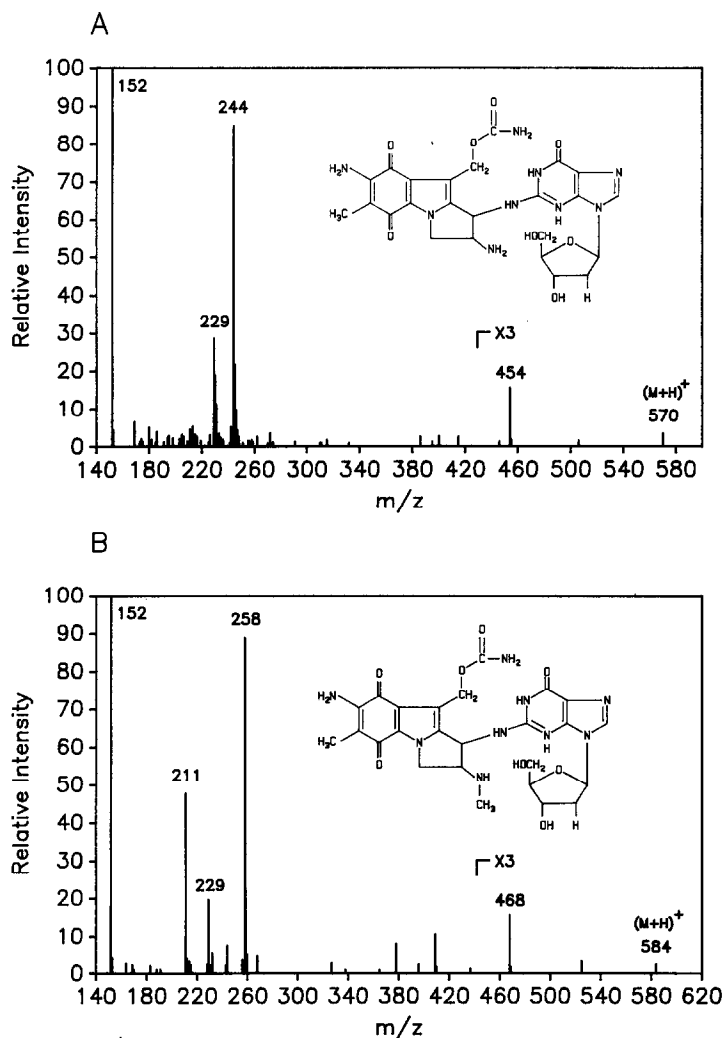 A
Relative Intensity
100
90
80
70
60
50
40
30
20
10
0
152
244
229
X3
454
(M+H)+
570
O
O
NH2
CH2
O
H2N
H3C
O
N
HN
NH2
O
HN
N
H
N
N
HOCH2
O
OH
H
140 180 220 260 300 340 380 420 460 500 540 580
m/z
B
Relative Intensity
100
90
80
70
60
50
40
30
20
10
0
152
258
211
229
X3
468
(M+H)+
584
O
O
C
NH2
CH2
O
H2N
H3C
O
N
HN
NH
CH3
O
HN
N
H
N
N
HOCH2
O
OH
H
140 180 220 260 300 340 380 420 460 500 540 580 620
m/z